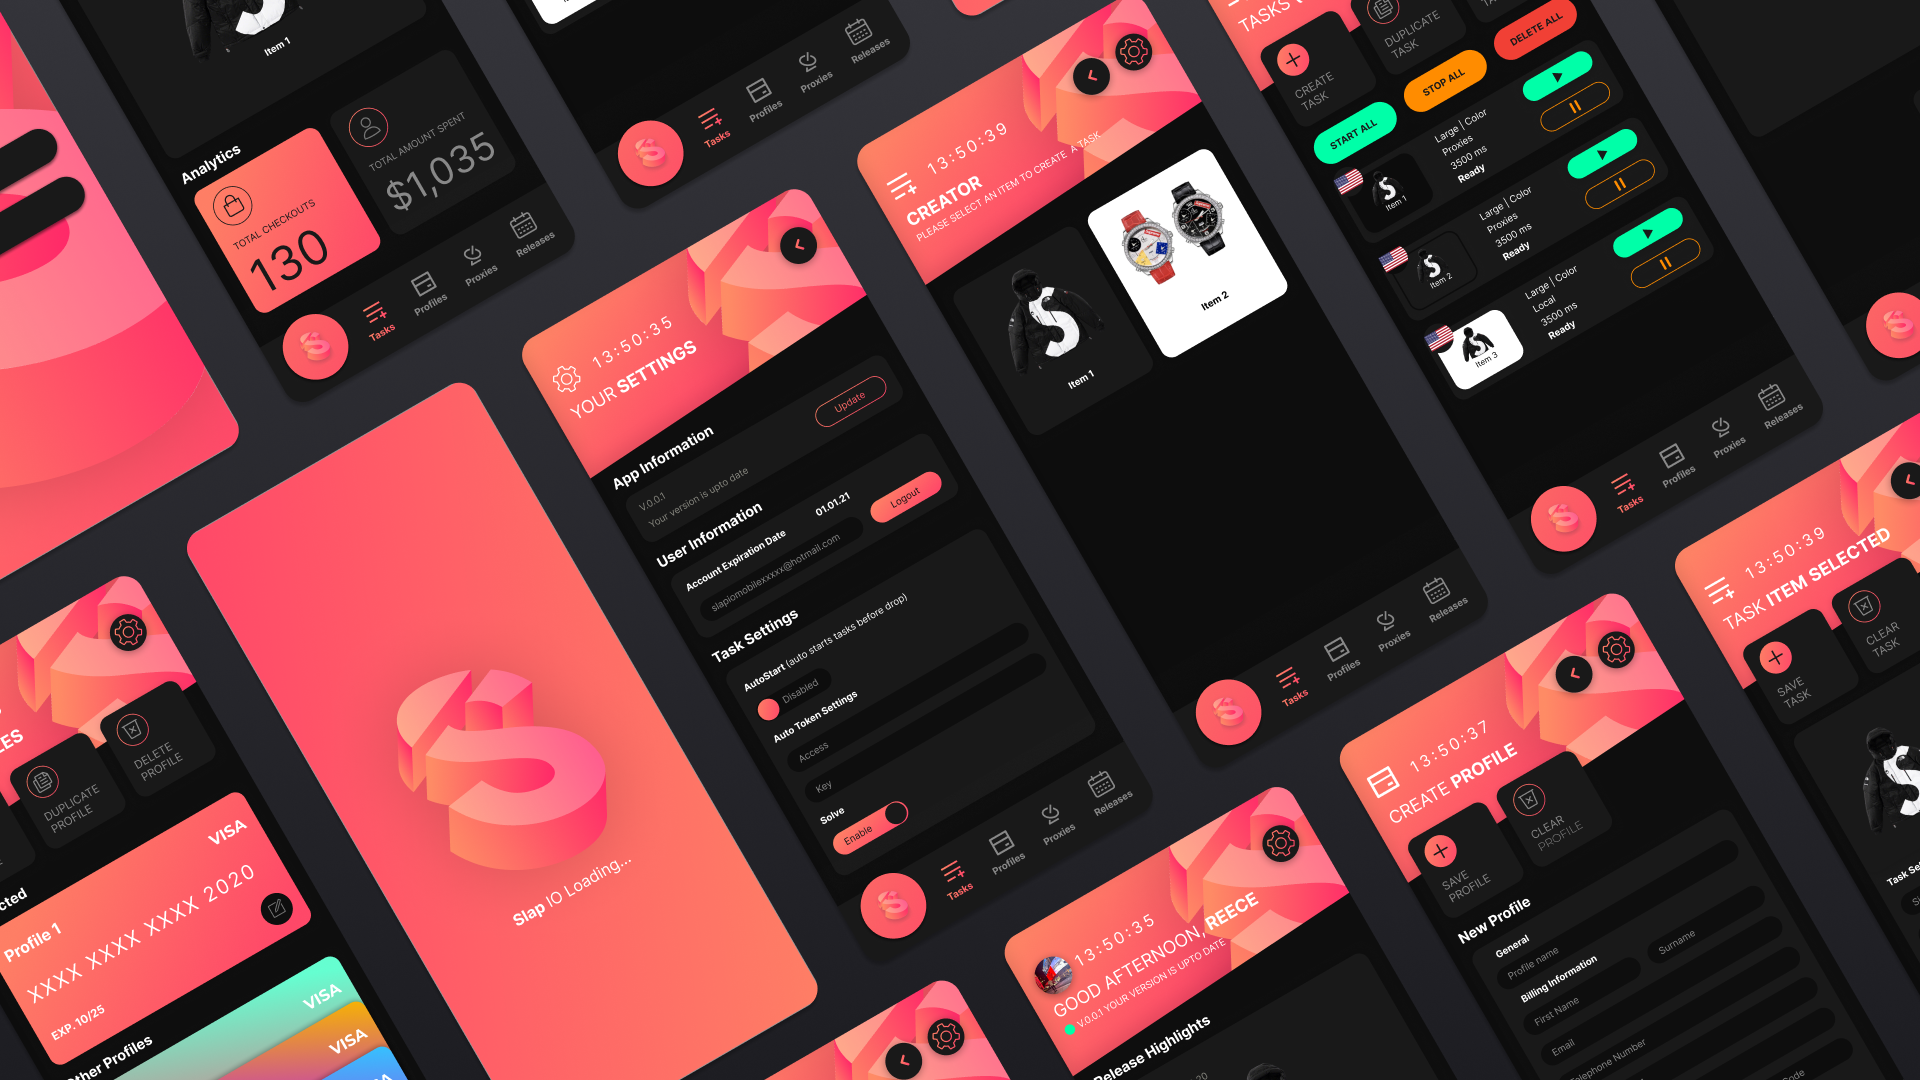 Item 1
Analytics
TOTAL CHECKOUTS
130
TOTAL AMOUNT SPENT
$1,035
Tasks
Profiles
Proxies
Releases
Tasks
Profiles
Proxies
Releases
13:50:35
YOUR SETTINGS
App Information
V.0.0.1
Your version is upto date
Update
User Information
Account Expiration Date
01.01.21
slapiomobilexxxxx@hotmail.com
Logout
Task Settings
AutoStart (auto starts tasks before drop)
Disabled
Auto Token Settings
Access
Key
Solve
Enable
Tasks
Profiles
Proxies
Releases
13:50:39
CREATOR
PLEASE SELECT AN ITEM TO CREATE A TASK
Item 1
Item 2
Tasks
Profiles
Proxies
Releases
TASKS
CREATE
TASK
DUPLICATE
TASK
START ALL
STOP ALL
DELETE ALL
Item 1
Large | Color
Proxies
3500 ms
Ready
Item 2
Large | Color
Proxies
3500 ms
Ready
Item 3
Large | Color
Local
3500 ms
Ready
Tasks
Profiles
Proxies
Releases
Slap IO Loading...
LES
DUPLICATE
PROFILE
DELETE
PROFILE
cted
Profile 1
VISA
XXXX XXXX XXXX 2020
EXP. 10/25
Other Profiles
VISA
VISA
13:50:35
GOOD AFTERNOON, REECE
V.0.0.1 YOUR VERSION IS UPTO DATE
Release Highlights
13:50:37
CREATE PROFILE
SAVE
PROFILE
CLEAR
PROFILE
New Profile
General
Profile name
Billing Information
First Name
Surname
Email
Telephone Number
Code
13:50:39
TASK ITEM SELECTED
SAVE
TASK
CLEAR
TASK
Task Se